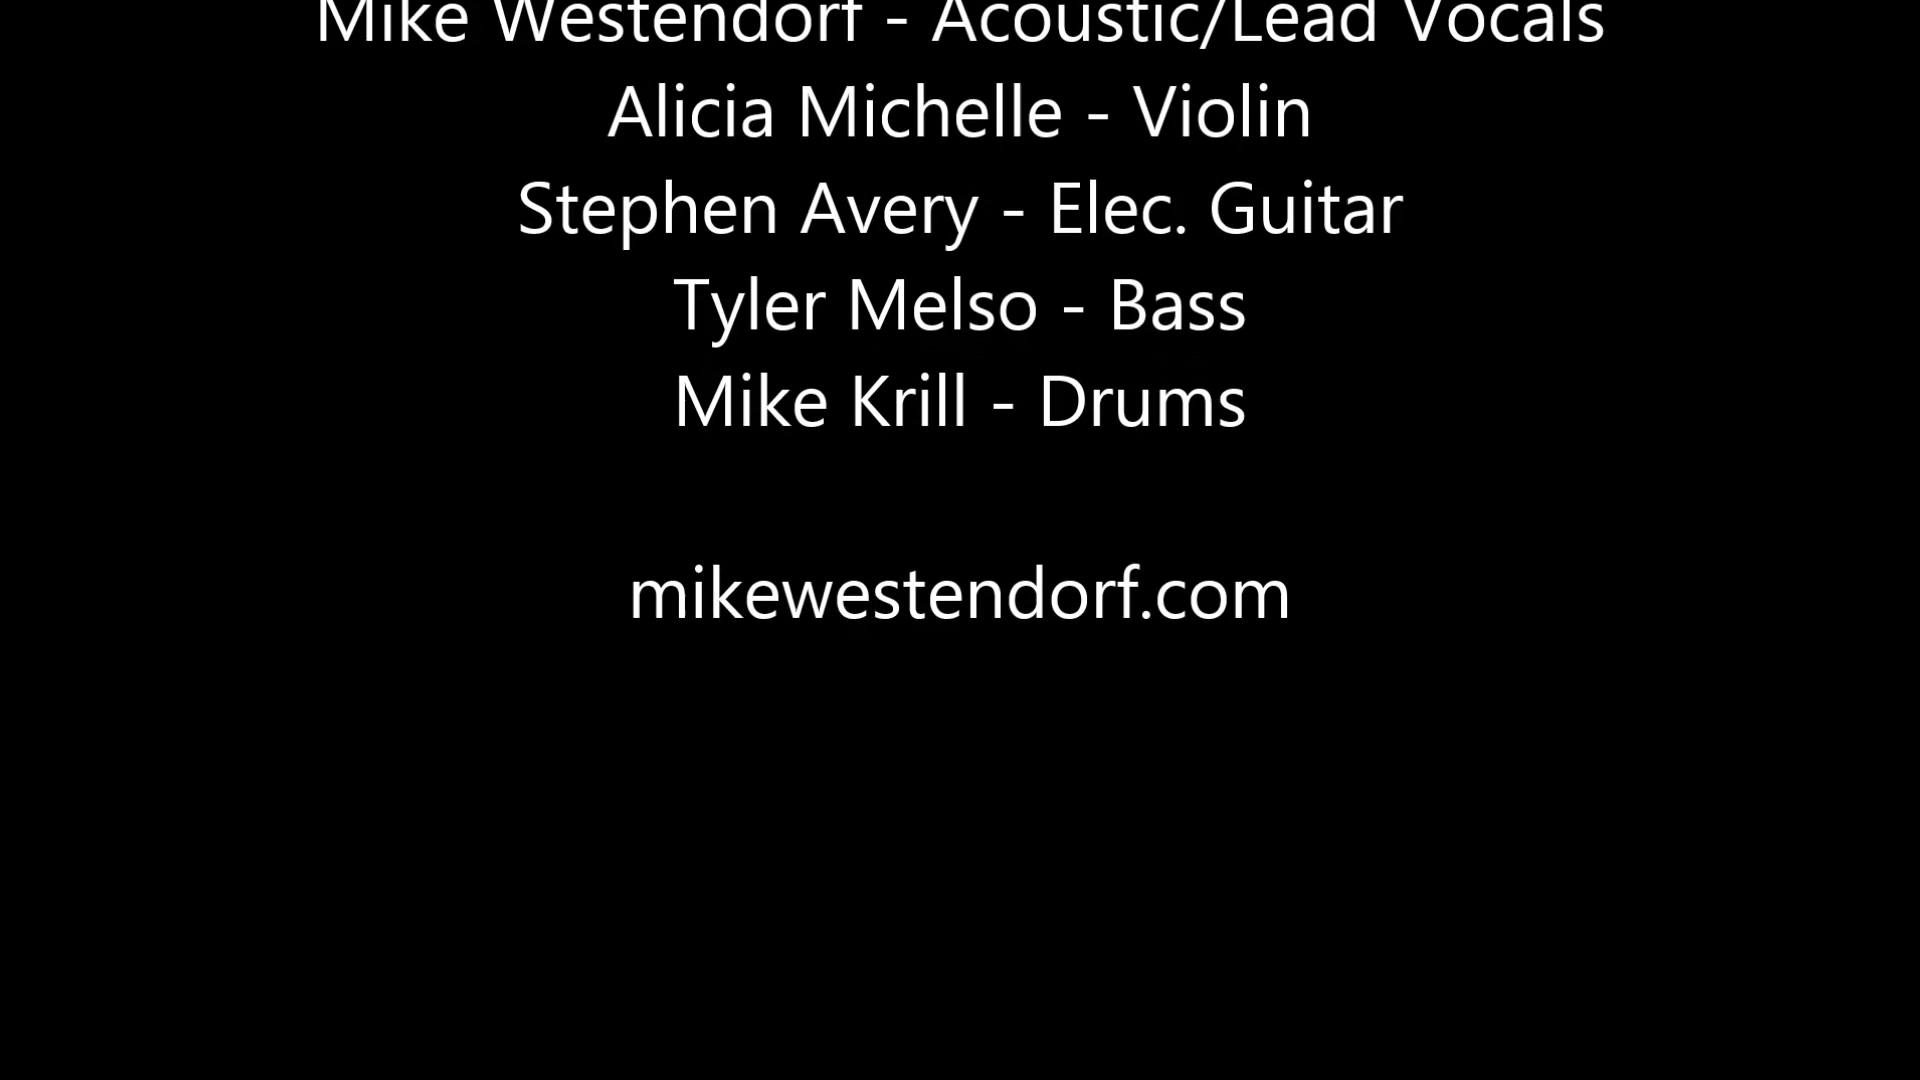 Mike Westendorf - Acoustic/Lead Vocals
Alicia Michelle - Violin
Stephen Avery - Elec. Guitar
Tyler Melso - Bass
Mike Krill - Drums
mikewestendorf.com